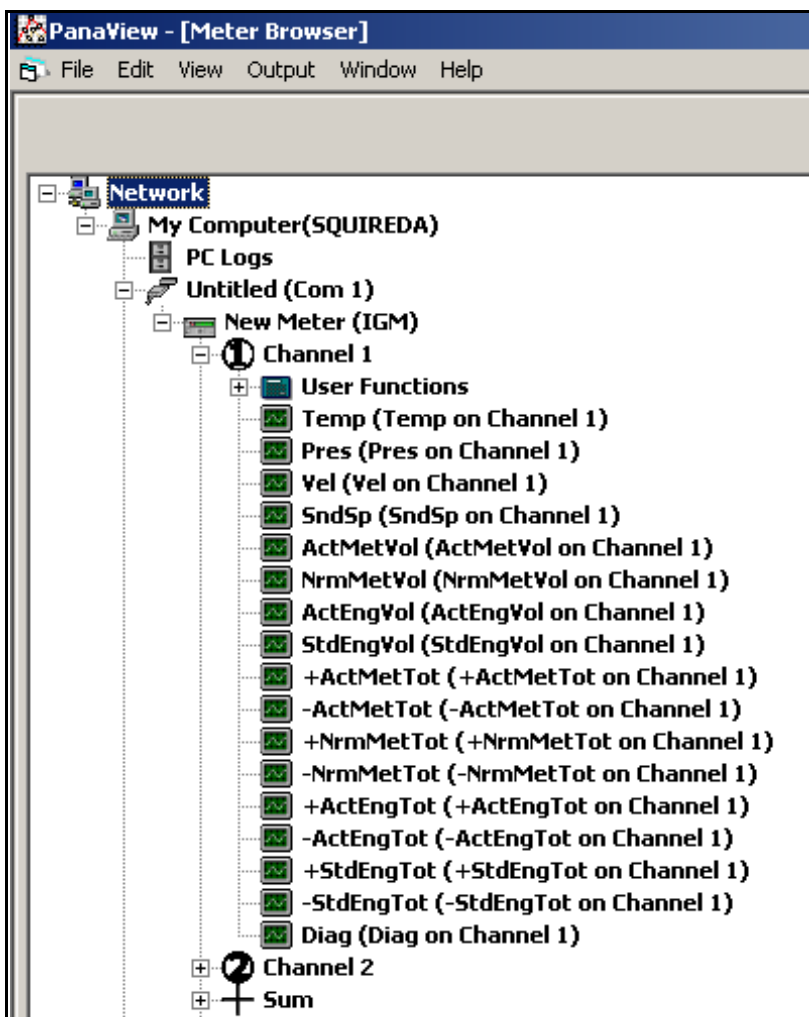 PanaView - [Meter Browser]
File Edit View Output Window Help
Network
My Computer(SQUIREDA)
PC Logs
Untitled (Com 1)
New Meter (IGM)
1 Channel 1
User Functions
Temp (Temp on Channel 1)
Pres (Pres on Channel 1)
Vel (Vel on Channel 1)
SndSp (SndSp on Channel 1)
ActMetVol (ActMetVol on Channel 1)
NrmMetVol (NrmMetVol on Channel 1)
ActEngVol (ActEngVol on Channel 1)
StdEngVol (StdEngVol on Channel 1)
+ActMetTot (+ActMetTot on Channel 1)
-ActMetTot (-ActMetTot on Channel 1)
+NrmMetTot (+NrmMetTot on Channel 1)
-NrmMetTot (-NrmMetTot on Channel 1)
+ActEngTot (+ActEngTot on Channel 1)
-ActEngTot (-ActEngTot on Channel 1)
+StdEngTot (+StdEngTot on Channel 1)
-StdEngTot (-StdEngTot on Channel 1)
Diag (Diag on Channel 1)
2 Channel 2
Sum